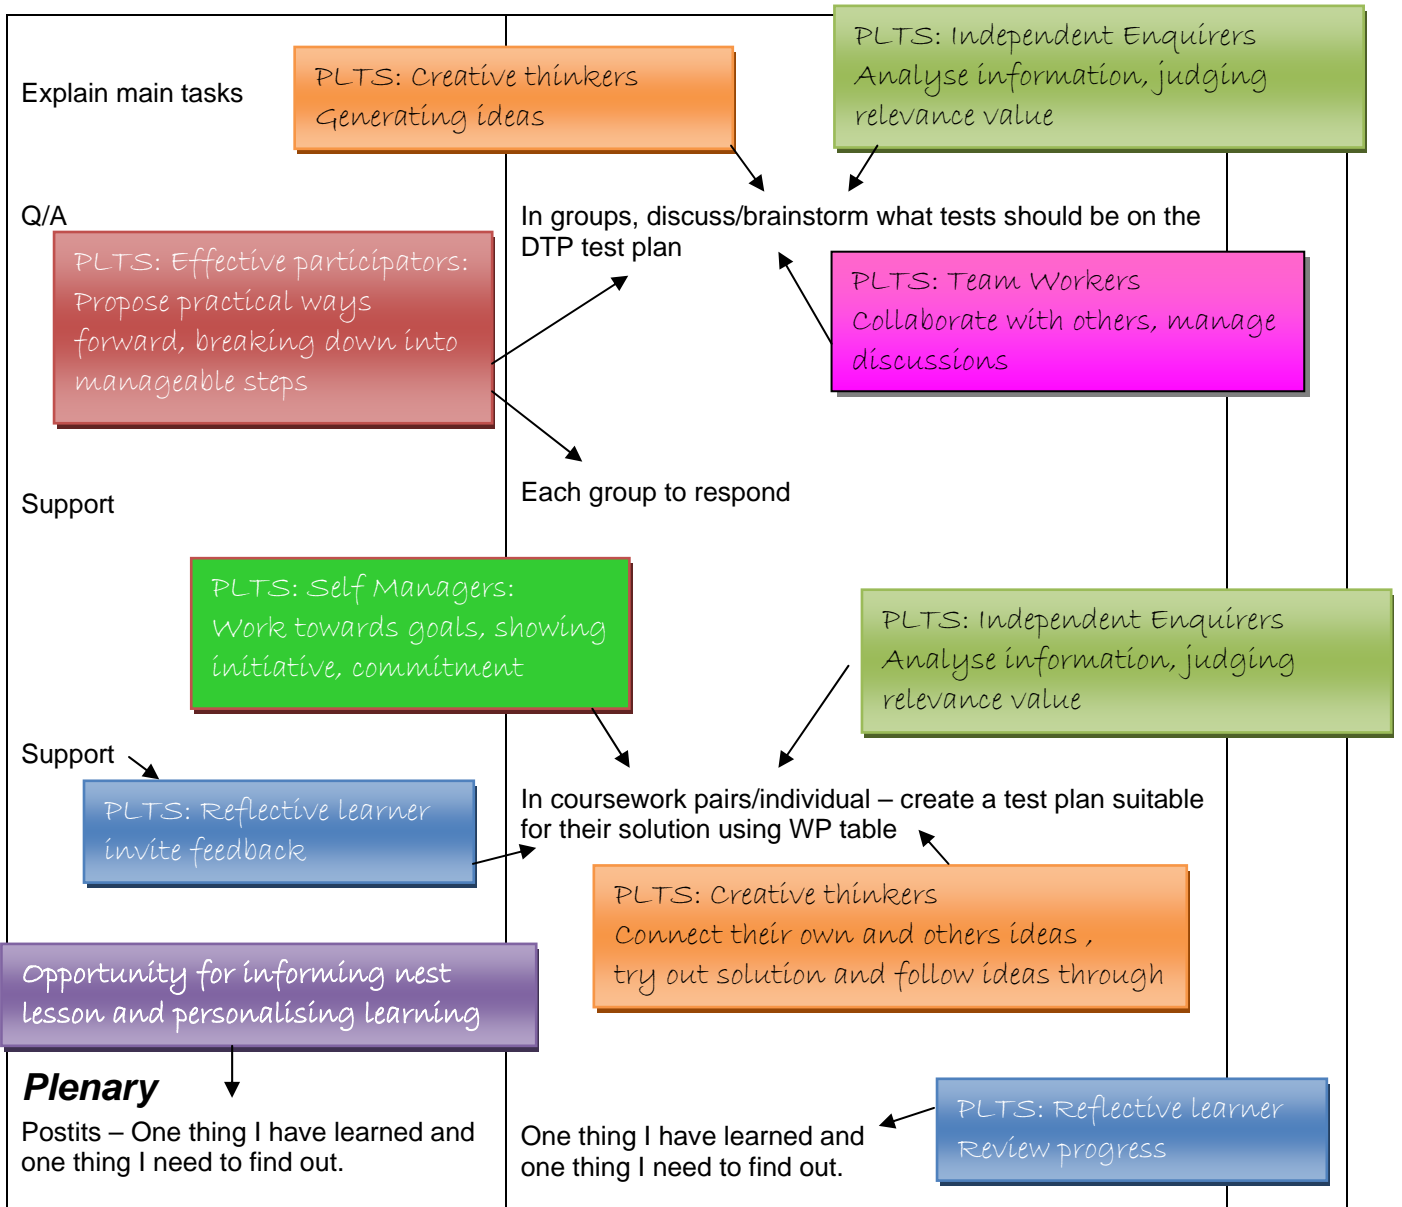 PLTS: Independent Enquirers
Analyse information, judging
relevance value
PLTS: Creative thinkers
Generating ideas
Explain main tasks
Q/A
In groups, discuss/brainstorm what tests should be on the
DTP test plan
PLTS: Effective participators:
Propose practical ways
forward, breaking down into
manageable steps
PLTS: Team Workers
Collaborate with others, manage
discussions
Each group to respond
Support
PLTS: Self Managers:
Work towards goals, showing
initiative, commitment
PLTS: Independent Enquirers
Analyse information, judging
relevance value
Support
PLTS: Reflective learner
invite feedback
In coursework pairs/individual – create a test plan suitable
for their solution using WP table
PLTS: Creative thinkers
Connect their own and others ideas ,
try out solution and follow ideas through
Opportunity for informing nest
lesson and personalising learning
Plenary
Postits – One thing I have learned and
one thing I need to find out.
One thing I have learned and
one thing I need to find out.
PLTS: Reflective learner
Review progress